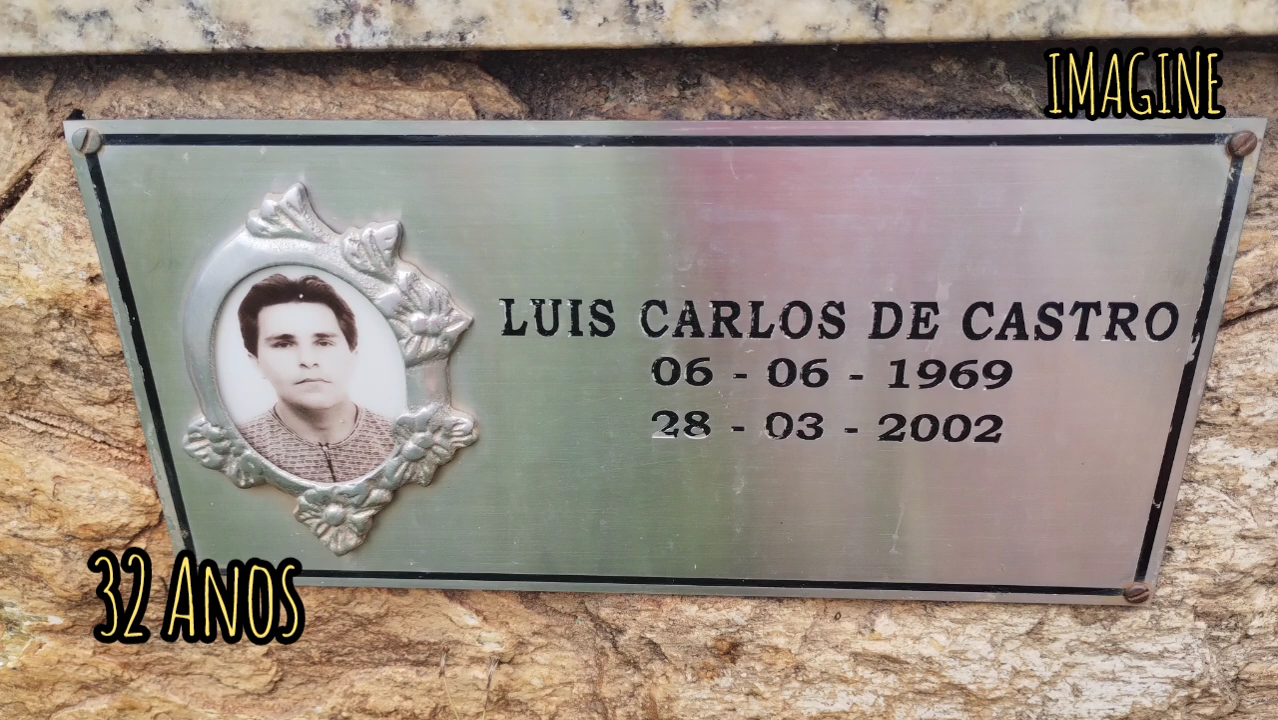 IMAGINE
LUIS CARLOS DE CASTRO
06 - 06 - 1969
28 - 03 - 2002
32 ANOS